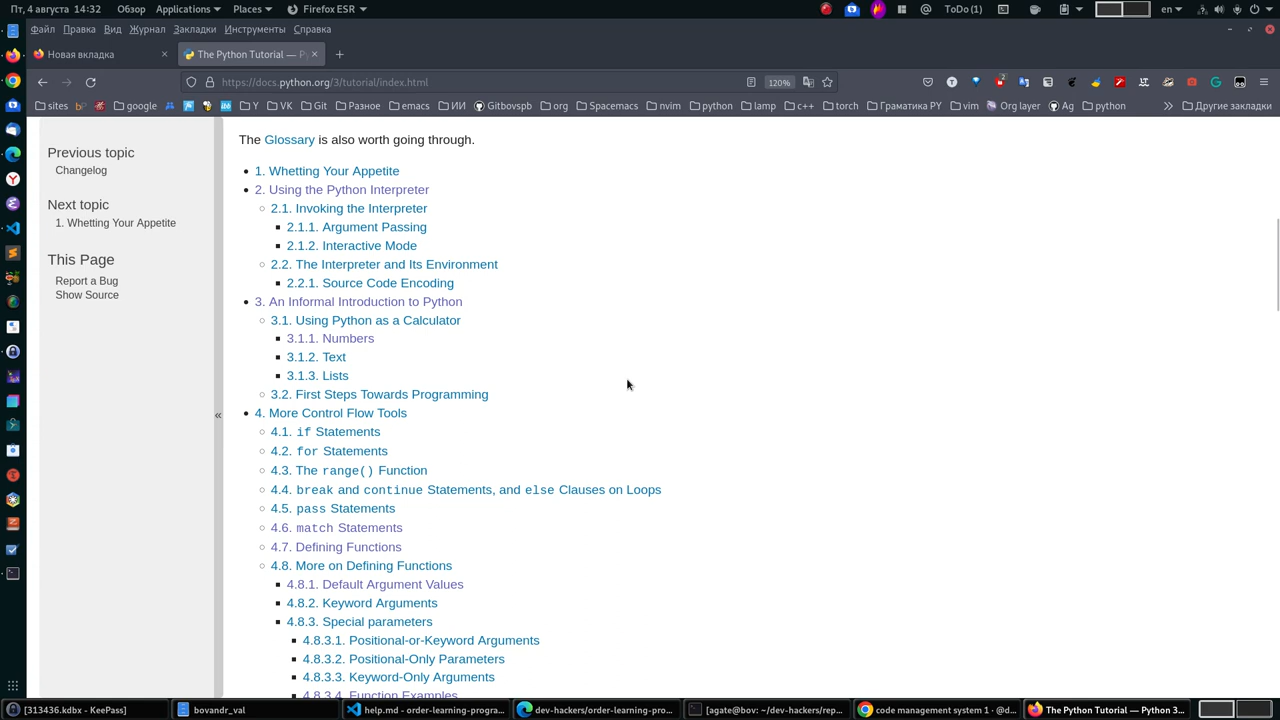 Пт, 4 августа 14:32 Обзор Applications Places Firefox ESR ToDo(1) en
Файл Правка Вид Журнал Закладки Инструменты Справка
Новая вкладка The Python Tutorial — P
https://docs.python.org/3/tutorial/index.html 120%
sites bP google Y VK Git Разное emacs ИИ Gitbovspb org Spacemacs nvim python lamp c++ torch Граматика РУ vim Org layer Ag python Другие закладки
The Glossary is also worth going through.
Previous topic
Changelog
Next topic
1. Whetting Your Appetite
This Page
Report a Bug
Show Source
«
1. Whetting Your Appetite
2. Using the Python Interpreter
2.1. Invoking the Interpreter
2.1.1. Argument Passing
2.1.2. Interactive Mode
2.2. The Interpreter and Its Environment
2.2.1. Source Code Encoding
3. An Informal Introduction to Python
3.1. Using Python as a Calculator
3.1.1. Numbers
3.1.2. Text
3.1.3. Lists
3.2. First Steps Towards Programming
4. More Control Flow Tools
4.1. if Statements
4.2. for Statements
4.3. The range() Function
4.4. break and continue Statements, and else Clauses on Loops
4.5. pass Statements
4.6. match Statements
4.7. Defining Functions
4.8. More on Defining Functions
4.8.1. Default Argument Values
4.8.2. Keyword Arguments
4.8.3. Special parameters
4.8.3.1. Positional-or-Keyword Arguments
4.8.3.2. Positional-Only Parameters
4.8.3.3. Keyword-Only Arguments
4.8.3.4. Function Examples
[313436.kdbx - KeePass] bovandr_val help.md - order-learning-progra... dev-hackers/order-learning-pro... [agate@bov: ~/dev-hackers/rep... code management system 1 · @d... The Python Tutorial — Python 3....